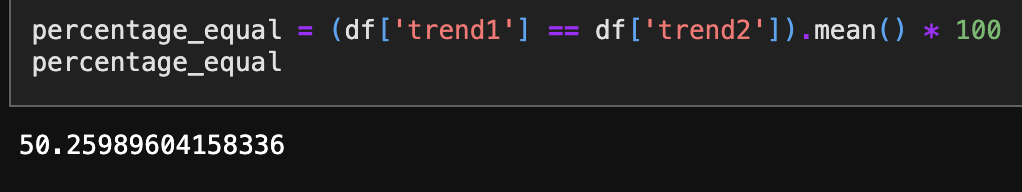 percentage_equal = (df['trend1'] == df['trend2']).mean() * 100
percentage_equal
50.25989604158336